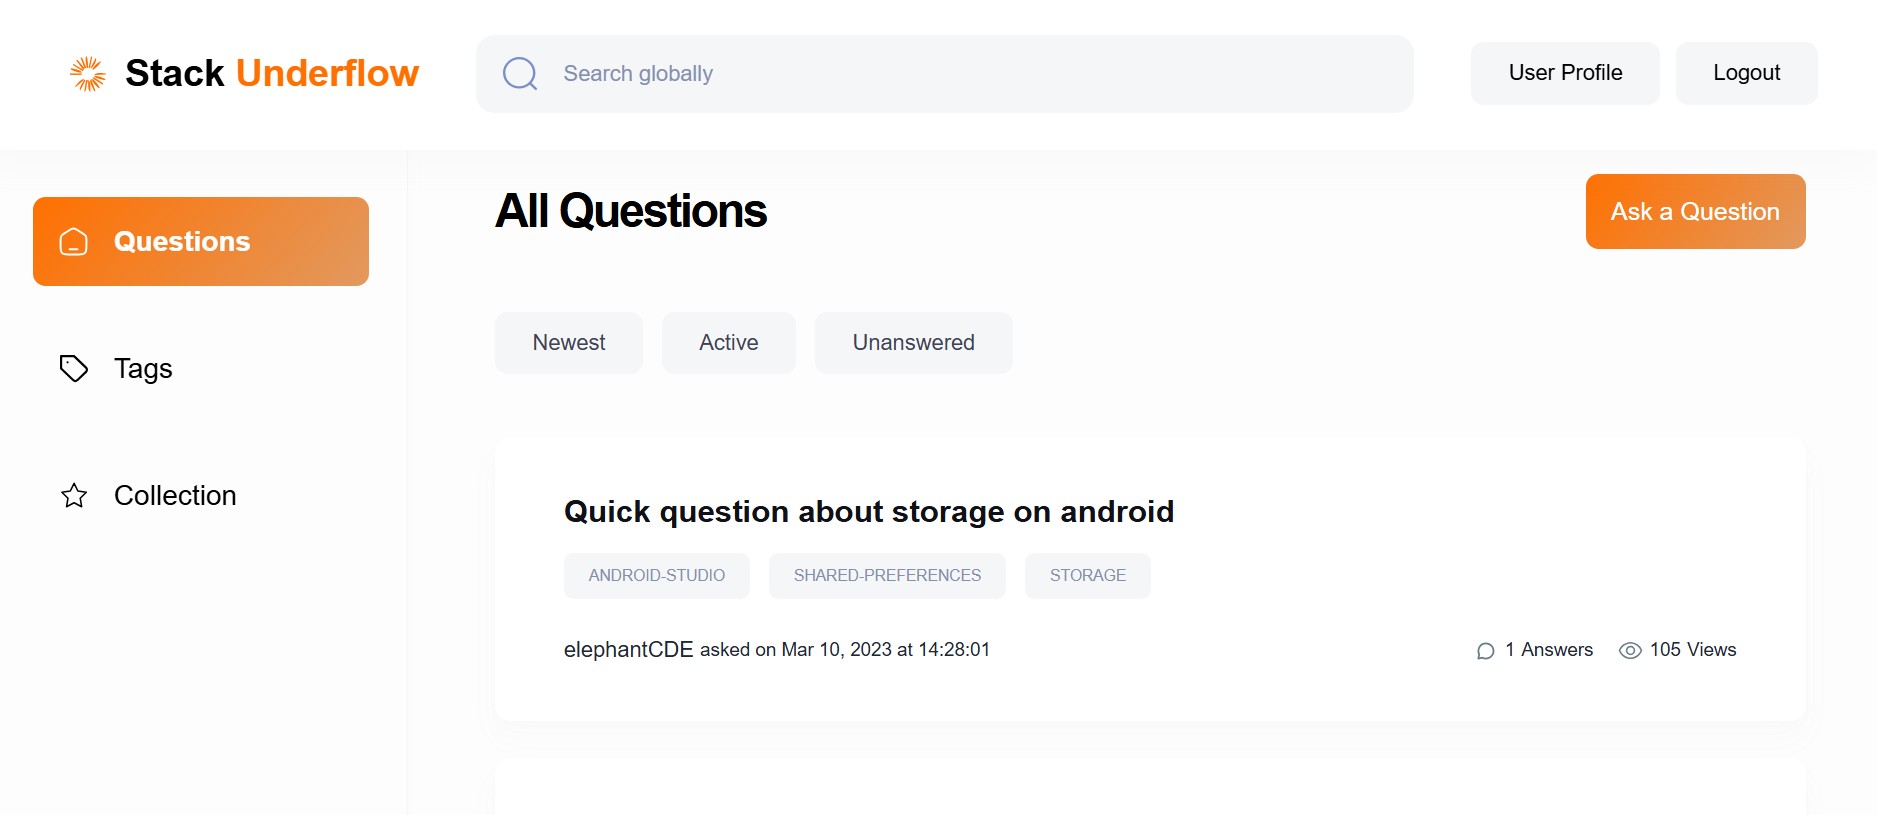 Stack Underflow
Search globally
User Profile
Logout
Questions
Tags
Collection
All Questions
Ask a Question
Newest
Active
Unanswered
Quick question about storage on android
ANDROID-STUDIO
SHARED-PREFERENCES
STORAGE
elephantCDE asked on Mar 10, 2023 at 14:28:01
1 Answers
105 Views